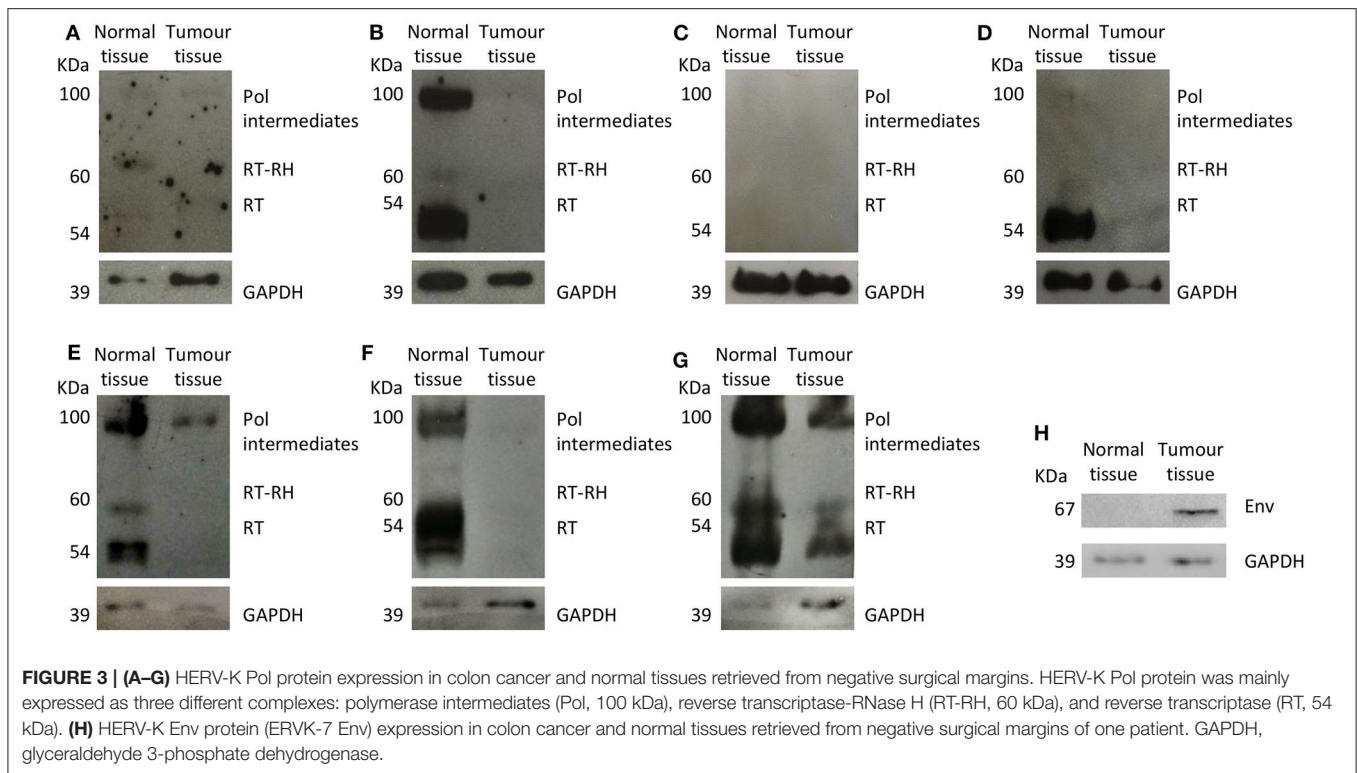 A Normal Tumour
tissue tissue
KDa
100
60
54
39
Pol
intermediates
RT-RH
RT
GAPDH
B Normal Tumour
tissue tissue
KDa
100
60
54
39
Pol
intermediates
RT-RH
RT
GAPDH
C Normal Tumour
tissue tissue
KDa
100
60
54
39
Pol
intermediates
RT-RH
RT
GAPDH
D Normal Tumour
tissue tissue
KDa
100
60
54
39
Pol
intermediates
RT-RH
RT
GAPDH
E Normal Tumour
tissue tissue
KDa
100
60
54
39
Pol
intermediates
RT-RH
RT
GAPDH
F Normal Tumour
tissue tissue
KDa
100
60
54
39
Pol
intermediates
RT-RH
RT
GAPDH
G Normal Tumour
tissue tissue
KDa
100
60
54
39
Pol
intermediates
RT-RH
RT
GAPDH
H
Normal Tumour
tissue tissue
KDa
67
Env
39
GAPDH
FIGURE 3 | (A–G) HERV-K Pol protein expression in colon cancer and normal tissues retrieved from negative surgical margins. HERV-K Pol protein was mainly
expressed as three different complexes: polymerase intermediates (Pol, 100 kDa), reverse transcriptase-RNase H (RT-RH, 60 kDa), and reverse transcriptase (RT, 54
kDa). (H) HERV-K Env protein (ERVK-7 Env) expression in colon cancer and normal tissues retrieved from negative surgical margins of one patient. GAPDH,
glyceraldehyde 3-phosphate dehydrogenase.